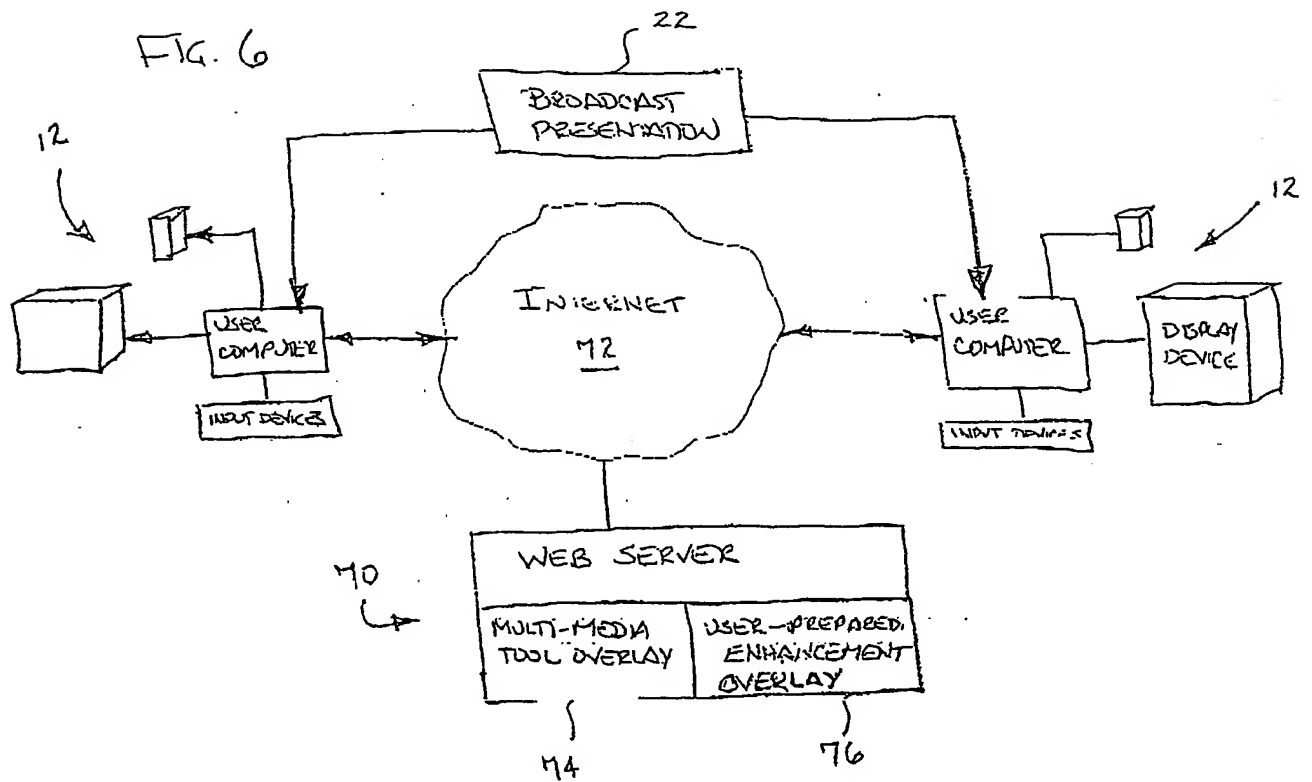 FIG. 6
22
BROADCAST
PRESENTATION
12
12
INTERNET
72
USER
COMPUTER
INPUT DEVICES
USER
COMPUTER
DISPLAY
DEVICE
INPUT DEVICES
WEB SERVER
70
MULTI-MEDIA
TOOL OVERLAY
USER-PREPARED
ENHANCEMENT
OVERLAY
74
76